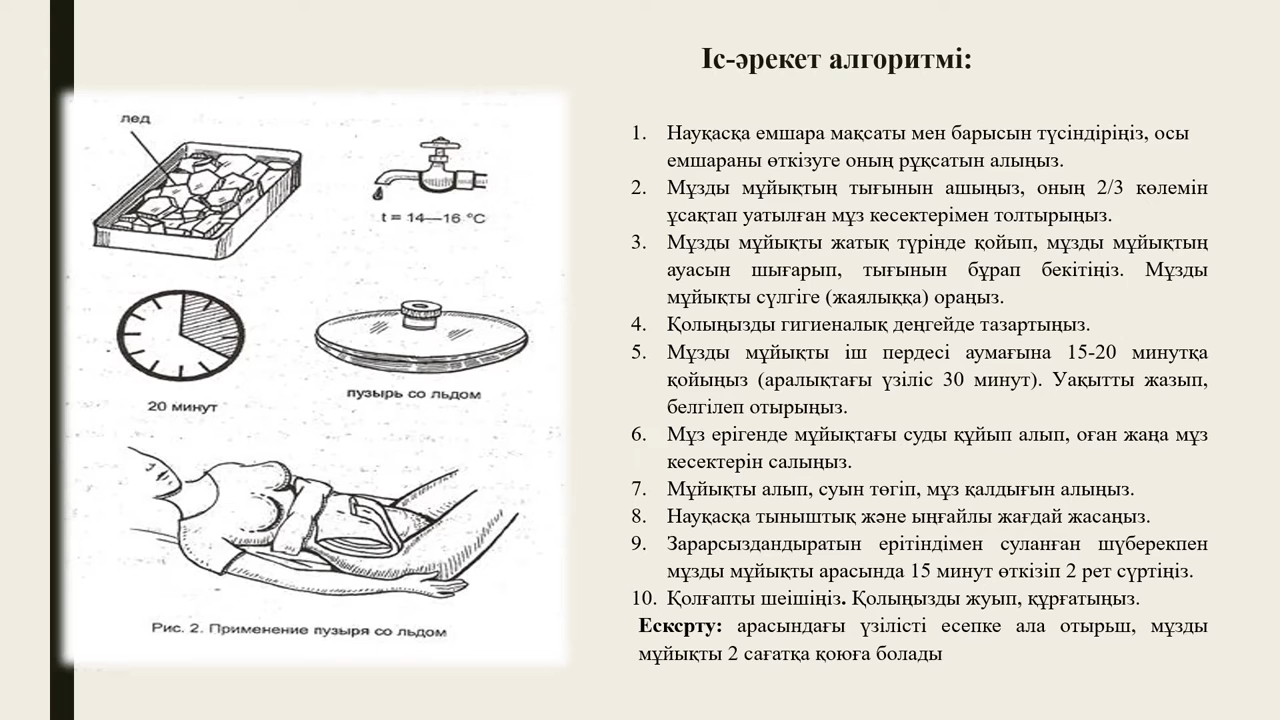 Іс-әрекет алгоритмі:
лед
t = 14—16 °С
20 минут
пузырь со льдом
Рис. 2. Применение пузыря со льдом
1. Науқасқа емшара мақсаты мен барысын түсіндіріңіз, осы
емшараны өткізуге оның рұқсатын алыңыз.
2. Мұзды мұйықтың тығынын ашыңыз, оның 2/3 көлемін
ұсақтап уатылған мұз кесектерімен толтырыңыз.
3. Мұзды мұйықты жатық түрінде қойып, мұзды мұйықтың
ауасын шығарып, тығынын бұрап бекітіңіз. Мұзды
мұйықты сүлгіге (жаялыққа) ораңыз.
4. Қолыңызды гигиеналық деңгейде тазартыңыз.
5. Мұзды мұйықты іш пердесі аумағына 15-20 минутқа
қойыңыз (аралықтағы үзіліс 30 минут). Уақытты жазып,
белгілеп отырыңыз.
6. Мұз ерігенде мұйықтағы суды құйып алып, оған жаңа мұз
кесектерін салыңыз.
7. Мұйықты алып, суын төгіп, мұз қалдығын алыңыз.
8. Науқасқа тыныштық және ыңғайлы жағдай жасаңыз.
9. Зарарсыздандыратын ерітіндімен суланған шүберекпен
мұзды мұйықты арасында 15 минут өткізіп 2 рет сүртіңіз.
10. Қолғапты шеішіңіз. Қолыңызды жуып, құрғатыңыз.
Есксрту: арасындағы үзілісті есепке ала отырьш, мұзды
мұйықты 2 сағатқа қоюға болады